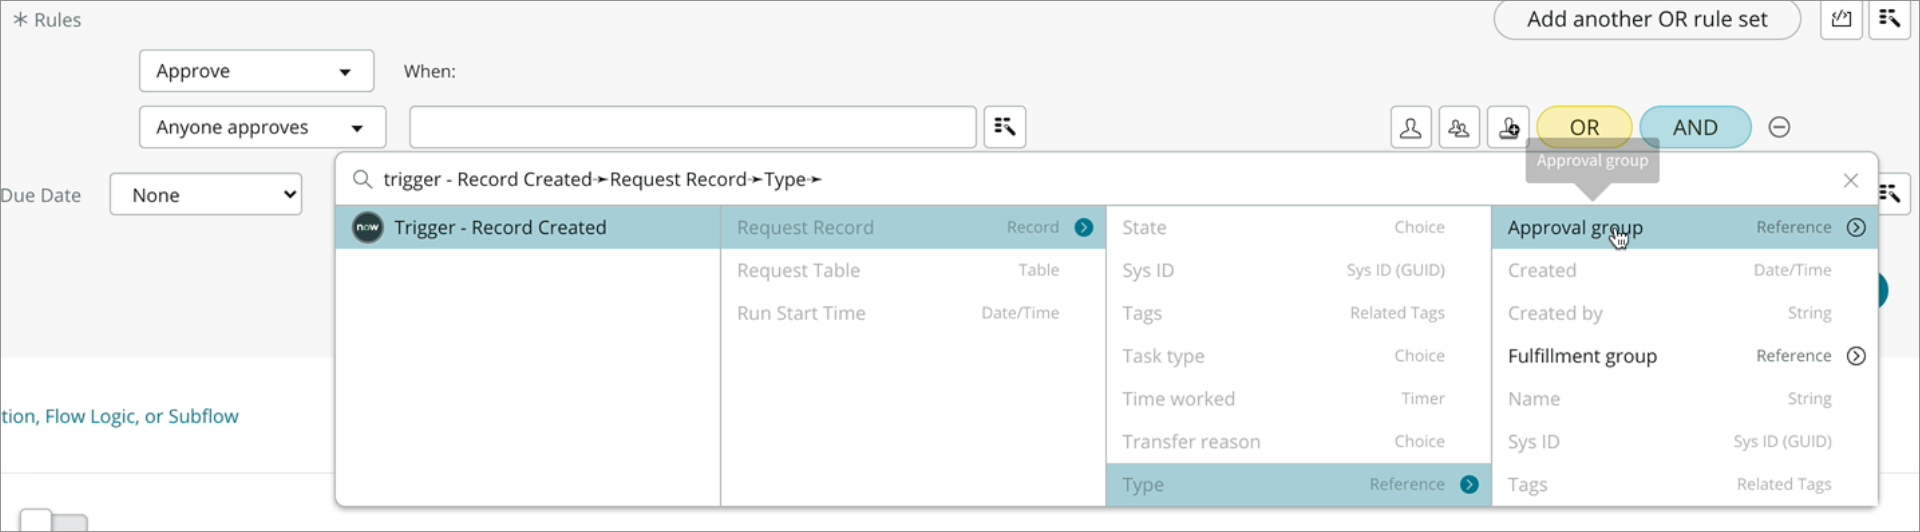 * Rules
Add another OR rule set
Approve
When:
Anyone approves
OR
AND
Approval group
Due Date
None
trigger - Record Created➛Request Record➛Type➛
now
Trigger - Record Created
Request Record Record
Request Table Table
Run Start Time Date/Time
State Choice
Sys ID Sys ID (GUID)
Tags Related Tags
Task type Choice
Time worked Timer
Transfer reason Choice
Type Reference
Approval group Reference
Created Date/Time
Created by String
Fulfillment group Reference
Name String
Sys ID Sys ID (GUID)
Tags Related Tags
tion, Flow Logic, or Subflow